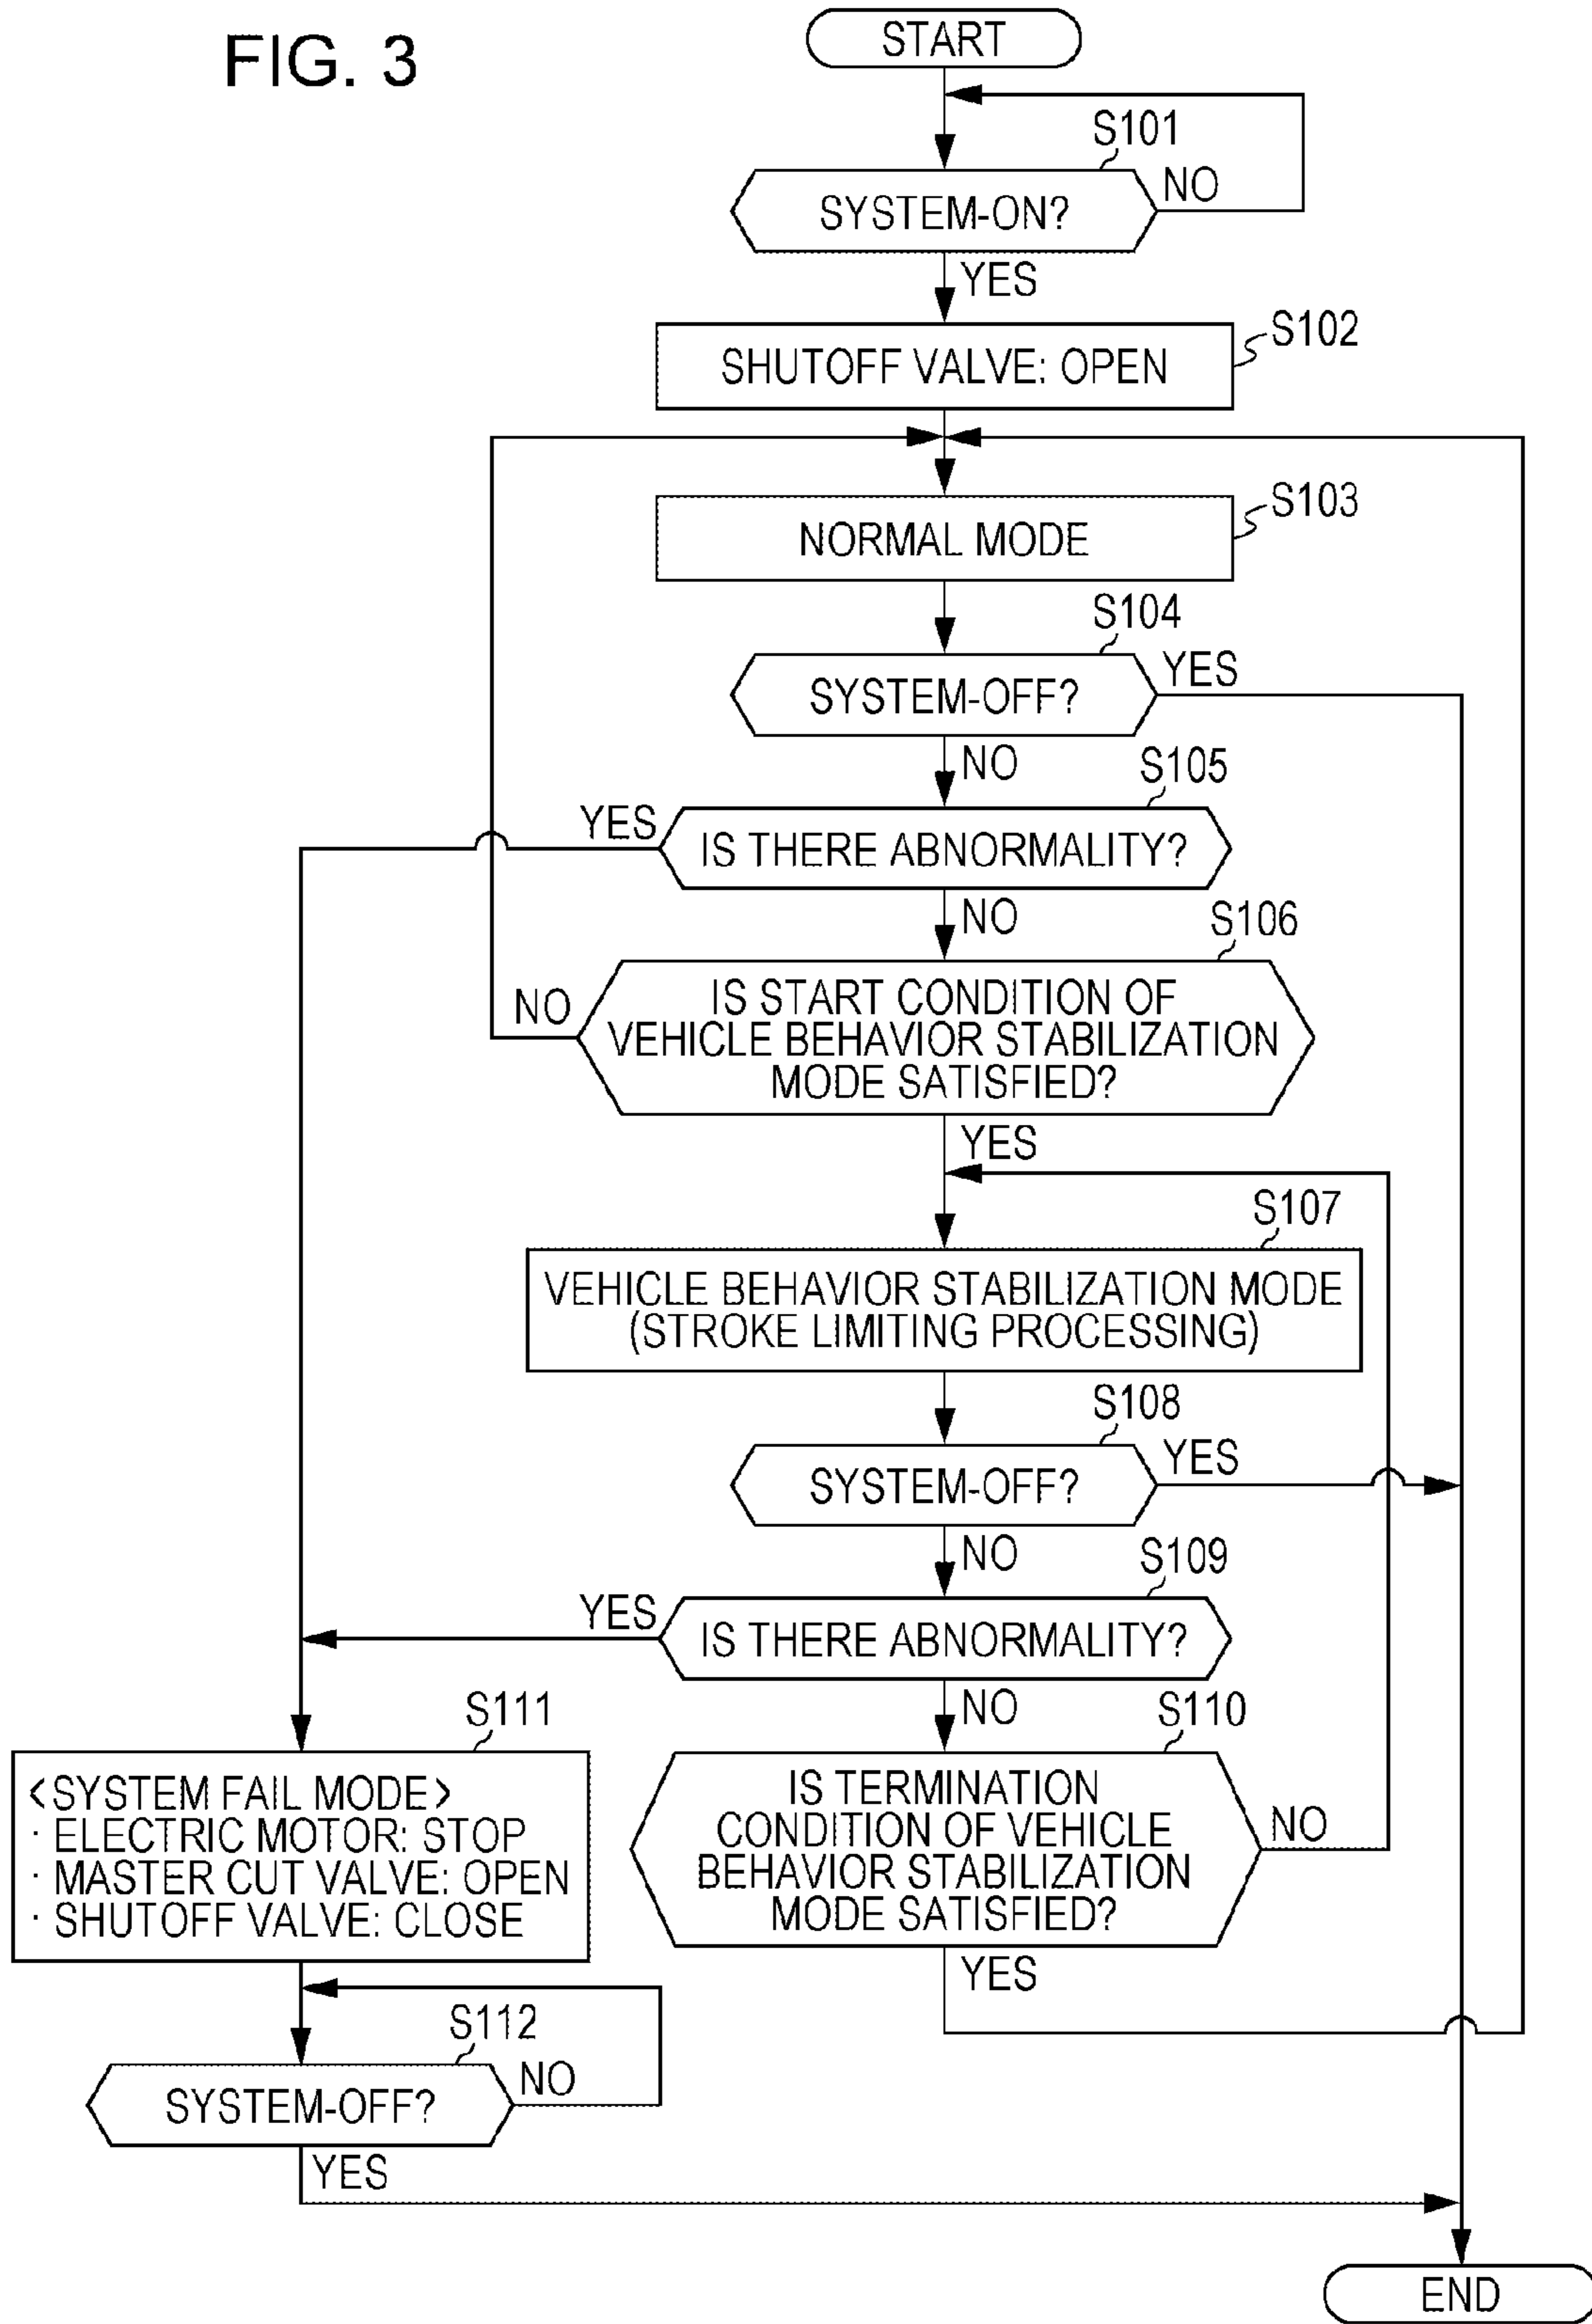 FIG. 3
START
S101
SYSTEM-ON?
NO
YES
S102
SHUTOFF VALVE: OPEN
S103
NORMAL MODE
S104
SYSTEM-OFF?
YES
NO
S105
YES
IS THERE ABNORMALITY?
NO
S106
NO
IS START CONDITION OF
VEHICLE BEHAVIOR STABILIZATION
MODE SATISFIED?
YES
S107
VEHICLE BEHAVIOR STABILIZATION MODE
(STROKE LIMITING PROCESSING)
S108
SYSTEM-OFF?
YES
NO
S109
YES
IS THERE ABNORMALITY?
NO
S110
IS TERMINATION
CONDITION OF VEHICLE
BEHAVIOR STABILIZATION
MODE SATISFIED?
NO
YES
S111
<SYSTEM FAIL MODE>
· ELECTRIC MOTOR: STOP
· MASTER CUT VALVE: OPEN
· SHUTOFF VALVE: CLOSE
S112
SYSTEM-OFF?
NO
YES
END